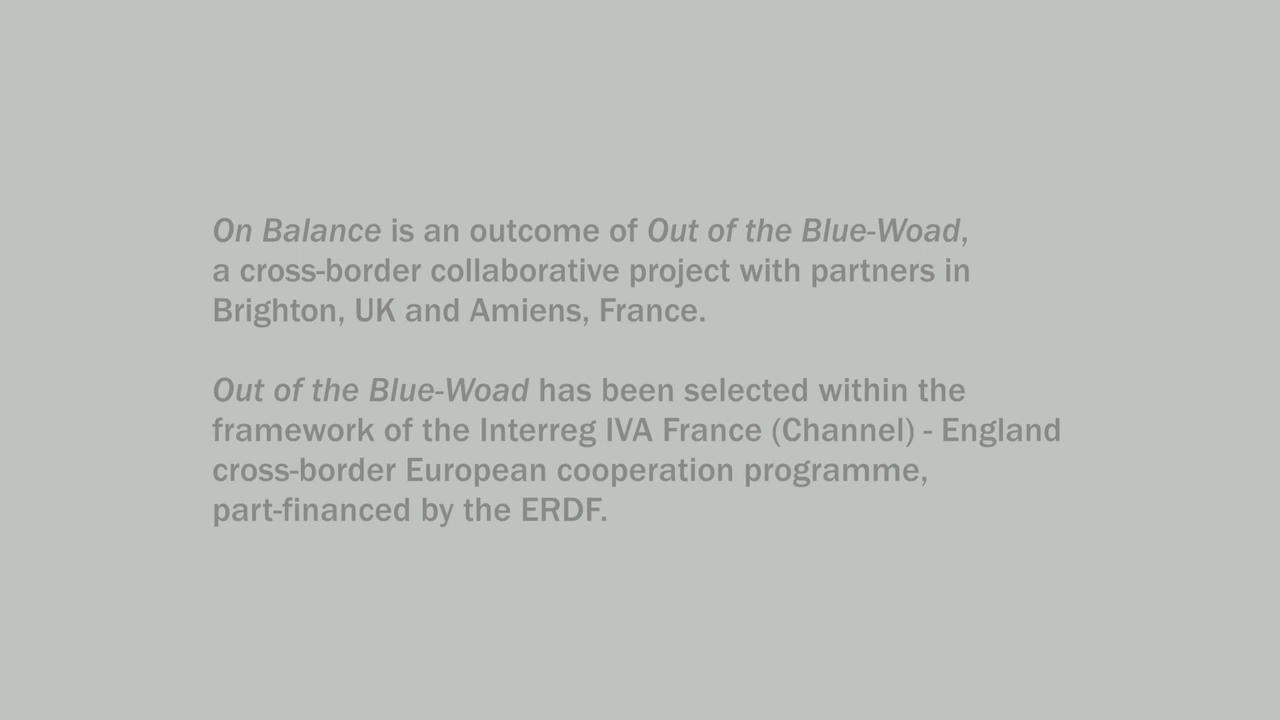 On Balance is an outcome of Out of the Blue-Woad,
a cross-border collaborative project with partners in
Brighton, UK and Amiens, France.
Out of the Blue-Woad has been selected within the
framework of the Interreg IVA France (Channel) - England
cross-border European cooperation programme,
part-financed by the ERDF.